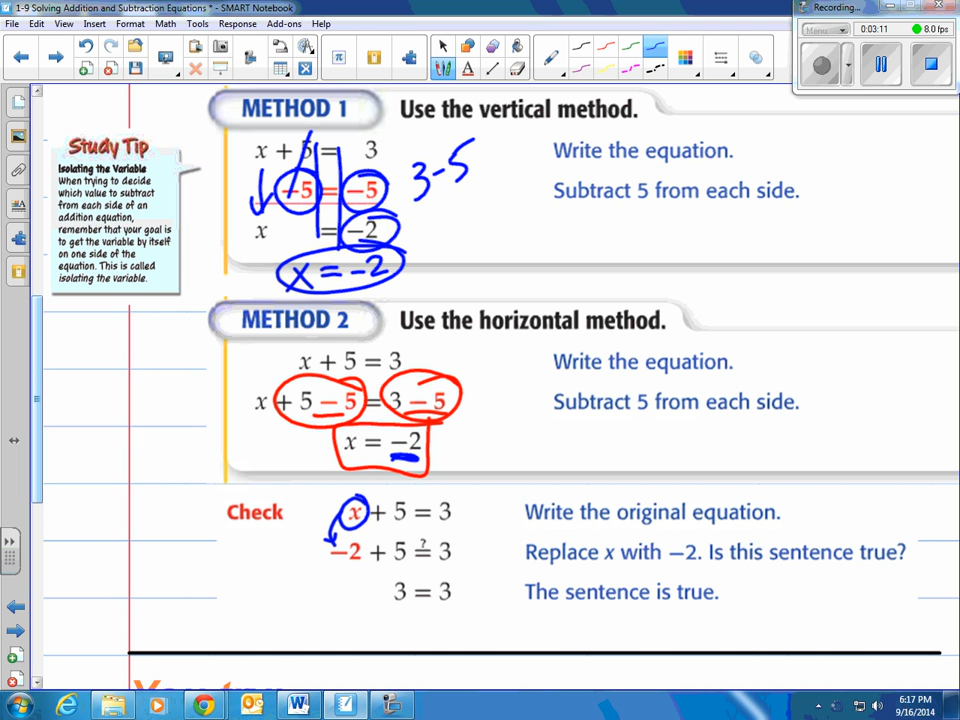 1-9 Solving Addition and Subtraction Equations * - SMART Notebook
Recording...
File Edit View Insert Format Math Tools Response Add-ons Help
Menu
0:03:11
8.0 fps
METHOD 1 Use the vertical method.
Study Tip
Isolating the Variable
When trying to decide
which value to subtract
from each side of an
addition equation,
remember that your goal is
to get the variable by itself
on one side of the
equation. This is called
isolating the variable.
x + 5 = 3 Write the equation.
3-5
−5 = −5 Subtract 5 from each side.
x = −2
x = -2
METHOD 2 Use the horizontal method.
x + 5 = 3 Write the equation.
x + 5 − 5 = 3 − 5 Subtract 5 from each side.
x = −2
Check x + 5 = 3 Write the original equation.
−2 + 5 ≟ 3 Replace x with −2. Is this sentence true?
3 = 3 The sentence is true.
6:17 PM
9/16/2014